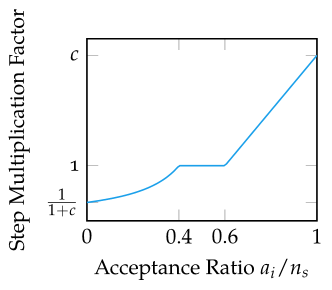 Step Multiplication Factor
c
1
1/(1+c)
0
0.4
0.6
1
Acceptance Ratio a_i/n_s